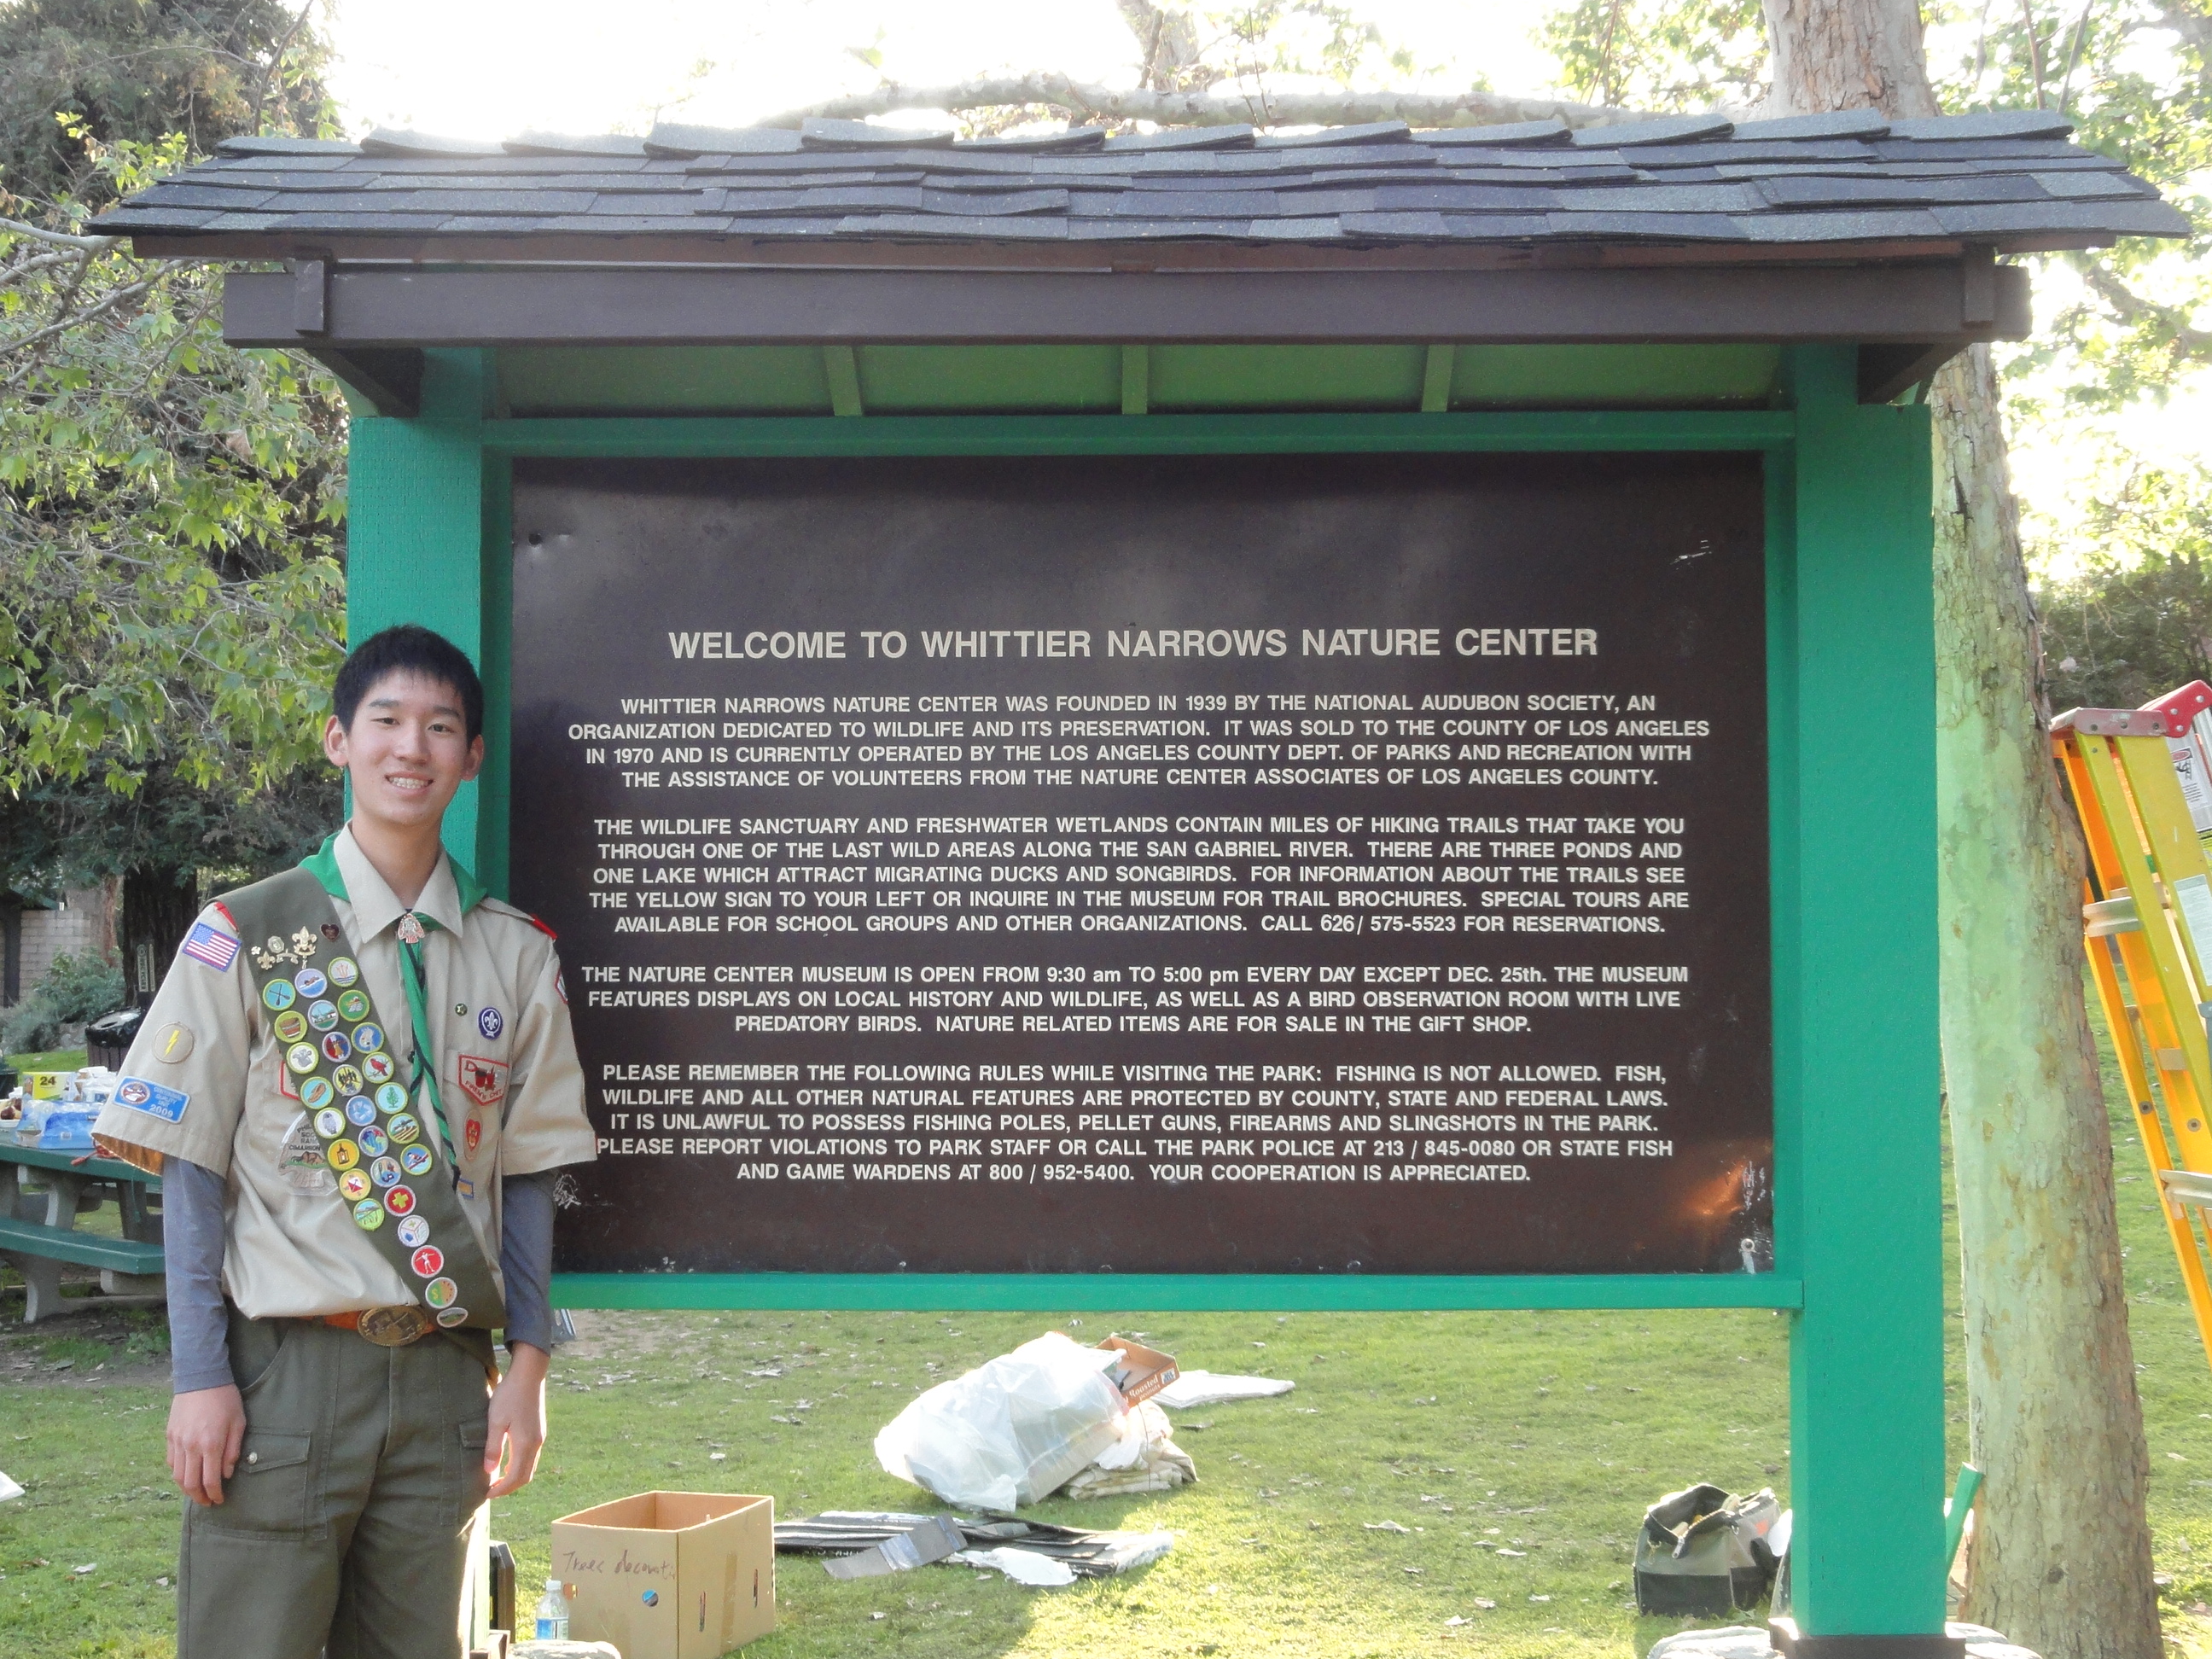 WELCOME TO WHITTIER NARROWS NATURE CENTER
WHITTIER NARROWS NATURE CENTER WAS FOUNDED IN 1939 BY THE NATIONAL AUDUBON SOCIETY, AN
ORGANIZATION DEDICATED TO WILDLIFE AND ITS PRESERVATION. IT WAS SOLD TO THE COUNTY OF LOS ANGELES
IN 1970 AND IS CURRENTLY OPERATED BY THE LOS ANGELES COUNTY DEPT. OF PARKS AND RECREATION WITH
THE ASSISTANCE OF VOLUNTEERS FROM THE NATURE CENTER ASSOCIATES OF LOS ANGELES COUNTY.
THE WILDLIFE SANCTUARY AND FRESHWATER WETLANDS CONTAIN MILES OF HIKING TRAILS THAT TAKE YOU
THROUGH ONE OF THE LAST WILD AREAS ALONG THE SAN GABRIEL RIVER. THERE ARE THREE PONDS AND
ONE LAKE WHICH ATTRACT MIGRATING DUCKS AND SONGBIRDS. FOR INFORMATION ABOUT THE TRAILS SEE
THE YELLOW SIGN TO YOUR LEFT OR INQUIRE IN THE MUSEUM FOR TRAIL BROCHURES. SPECIAL TOURS ARE
AVAILABLE FOR SCHOOL GROUPS AND OTHER ORGANIZATIONS. CALL 626/ 575-5523 FOR RESERVATIONS.
THE NATURE CENTER MUSEUM IS OPEN FROM 9:30 am TO 5:00 pm EVERY DAY EXCEPT DEC. 25th. THE MUSEUM
FEATURES DISPLAYS ON LOCAL HISTORY AND WILDLIFE, AS WELL AS A BIRD OBSERVATION ROOM WITH LIVE
PREDATORY BIRDS. NATURE RELATED ITEMS ARE FOR SALE IN THE GIFT SHOP.
PLEASE REMEMBER THE FOLLOWING RULES WHILE VISITING THE PARK: FISHING IS NOT ALLOWED. FISH,
WILDLIFE AND ALL OTHER NATURAL FEATURES ARE PROTECTED BY COUNTY, STATE AND FEDERAL LAWS.
IT IS UNLAWFUL TO POSSESS FISHING POLES, PELLET GUNS, FIREARMS AND SLINGSHOTS IN THE PARK.
PLEASE REPORT VIOLATIONS TO PARK STAFF OR CALL THE PARK POLICE AT 213 / 845-0080 OR STATE FISH
AND GAME WARDENS AT 800 / 952-5400. YOUR COOPERATION IS APPRECIATED.
2009
24
Roasted
Tree